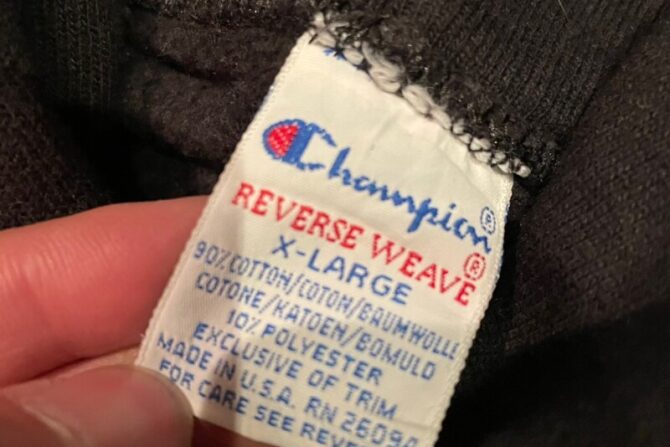 Champion®
REVERSE WEAVE®
X-LARGE
90% COTTON/COTON/BAUMWOLLE
COTONE/KATOEN/BOMULD
10% POLYESTER
EXCLUSIVE OF TRIM
MADE IN U.S.A. RN 26094
FOR CARE SEE REVE